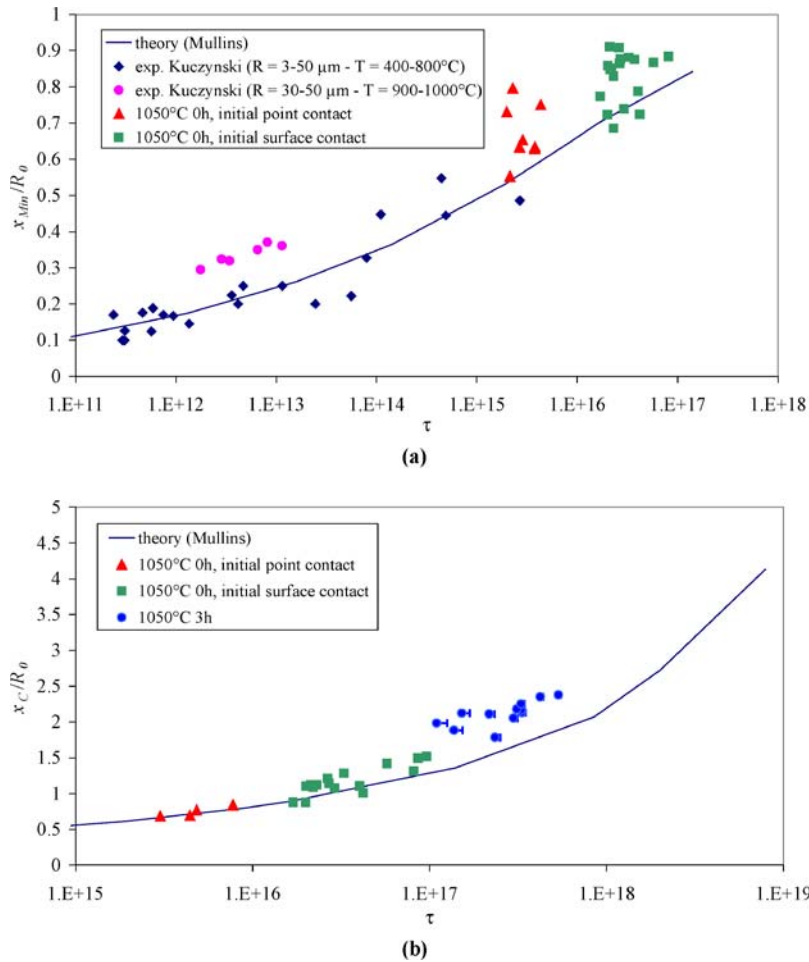 1
0.9
0.8
0.7
0.6
0.5
0.4
0.3
0.2
0.1
0
x_Min/R_0
theory (Mullins)
exp. Kuczynski (R = 3-50 µm - T = 400-800°C)
exp. Kuczynski (R = 30-50 µm - T = 900-1000°C)
1050°C 0h, initial point contact
1050°C 0h, initial surface contact
1.E+11 1.E+12 1.E+13 1.E+14 1.E+15 1.E+16 1.E+17 1.E+18
τ
(a)
5
4.5
4
3.5
3
2.5
2
1.5
1
0.5
0
x_C/R_0
theory (Mullins)
1050°C 0h, initial point contact
1050°C 0h, initial surface contact
1050°C 3h
1.E+15 1.E+16 1.E+17 1.E+18 1.E+19
τ
(b)